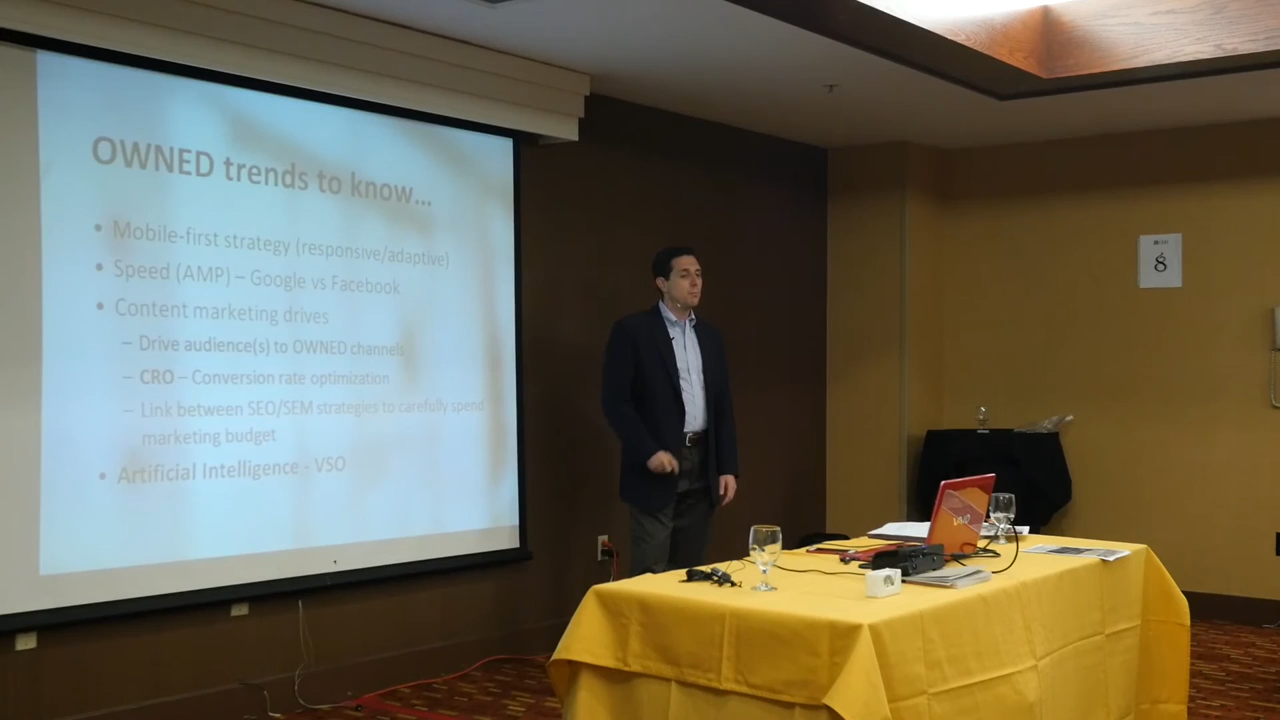 OWNED trends to know...
• Mobile-first strategy (responsive/adaptive)
• Speed (AMP) – Google vs Facebook
• Content marketing drives
– Drive audience(s) to OWNED channels
– CRO – Conversion rate optimization
– Link between SEO/SEM strategies to carefully spend
marketing budget
• Artificial Intelligence - VSO
8
VAIO